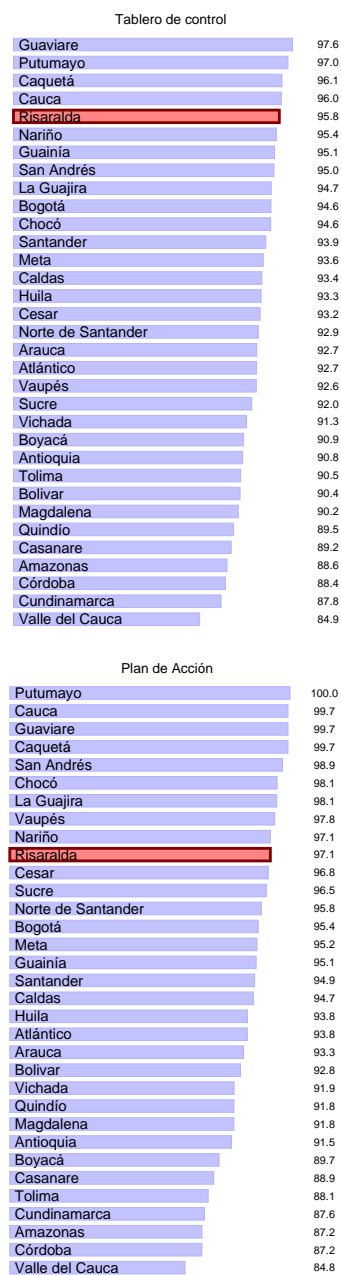 Tablero de control
Guaviare 97.6
Putumayo 97.0
Caquetá 96.1
Cauca 96.0
Risaralda 95.8
Nariño 95.4
Guainía 95.1
San Andrés 95.0
La Guajira 94.7
Bogotá 94.6
Chocó 94.6
Santander 93.9
Meta 93.6
Caldas 93.4
Huila 93.3
Cesar 93.2
Norte de Santander 92.9
Arauca 92.7
Atlántico 92.7
Vaupés 92.6
Sucre 92.0
Vichada 91.3
Boyacá 90.9
Antioquia 90.8
Tolima 90.5
Bolivar 90.4
Magdalena 90.2
Quindío 89.5
Casanare 89.2
Amazonas 88.6
Córdoba 88.4
Cundinamarca 87.8
Valle del Cauca 84.9
Plan de Acción
Putumayo 100.0
Cauca 99.7
Guaviare 99.7
Caquetá 99.7
San Andrés 98.9
Chocó 98.1
La Guajira 98.1
Vaupés 97.8
Nariño 97.1
Risaralda 97.1
Cesar 96.8
Sucre 96.5
Norte de Santander 95.8
Bogotá 95.4
Meta 95.2
Guainía 95.1
Santander 94.9
Caldas 94.7
Huila 93.8
Atlántico 93.8
Arauca 93.3
Bolivar 92.8
Vichada 91.9
Quindío 91.8
Magdalena 91.8
Antioquia 91.5
Boyacá 89.7
Casanare 88.9
Tolima 88.1
Cundinamarca 87.6
Amazonas 87.2
Córdoba 87.2
Valle del Cauca 84.8